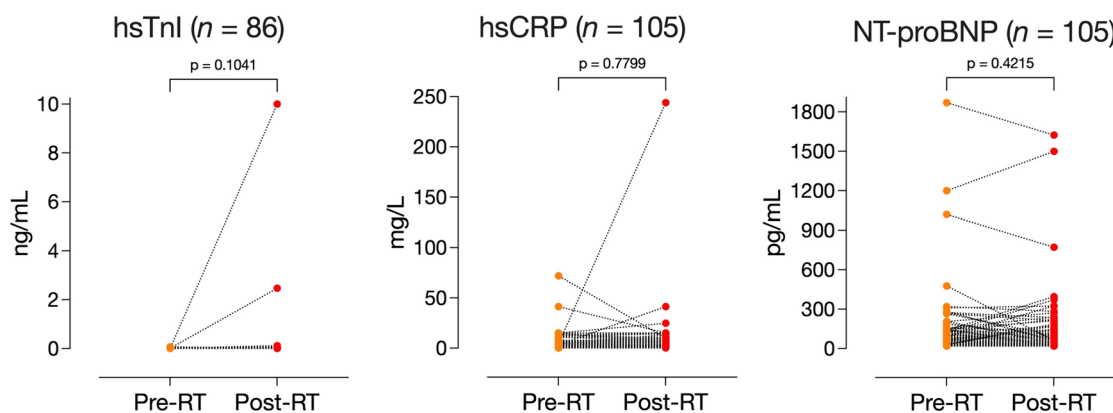 hsTnI (n = 86)
p = 0.1041
10
8
6
4
2
0
ng/mL
Pre-RT
Post-RT
hsCRP (n = 105)
p = 0.7799
250
200
150
100
50
0
mg/L
Pre-RT
Post-RT
NT-proBNP (n = 105)
p = 0.4215
1800
1500
1200
900
600
300
0
pg/mL
Pre-RT
Post-RT